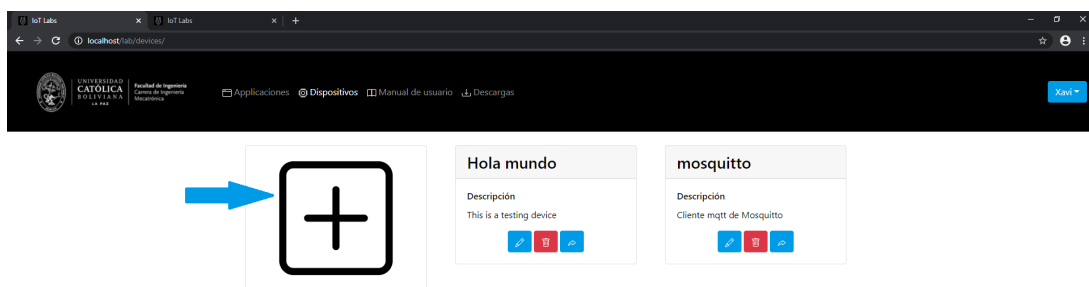 IoT Labs
IoT Labs
localhost/lab/devices/
UNIVERSIDAD
CATÓLICA
BOLIVIANA
LA PAZ
Facultad de Ingeniería
Carrera de Ingeniería
Mecatrónica
Applicaciones Dispositivos Manual de usuario Descargas
Xavi
Hola mundo
Descripción
This is a testing device
mosquitto
Descripción
Cliente mqtt de Mosquitto